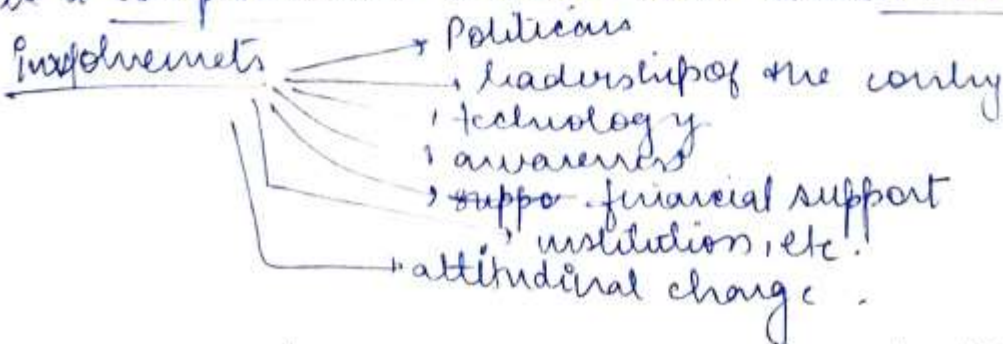 involvements
Politicians
leadership of the country
technology
awareness
suppo financial support
institution, etc.
attitudinal change.